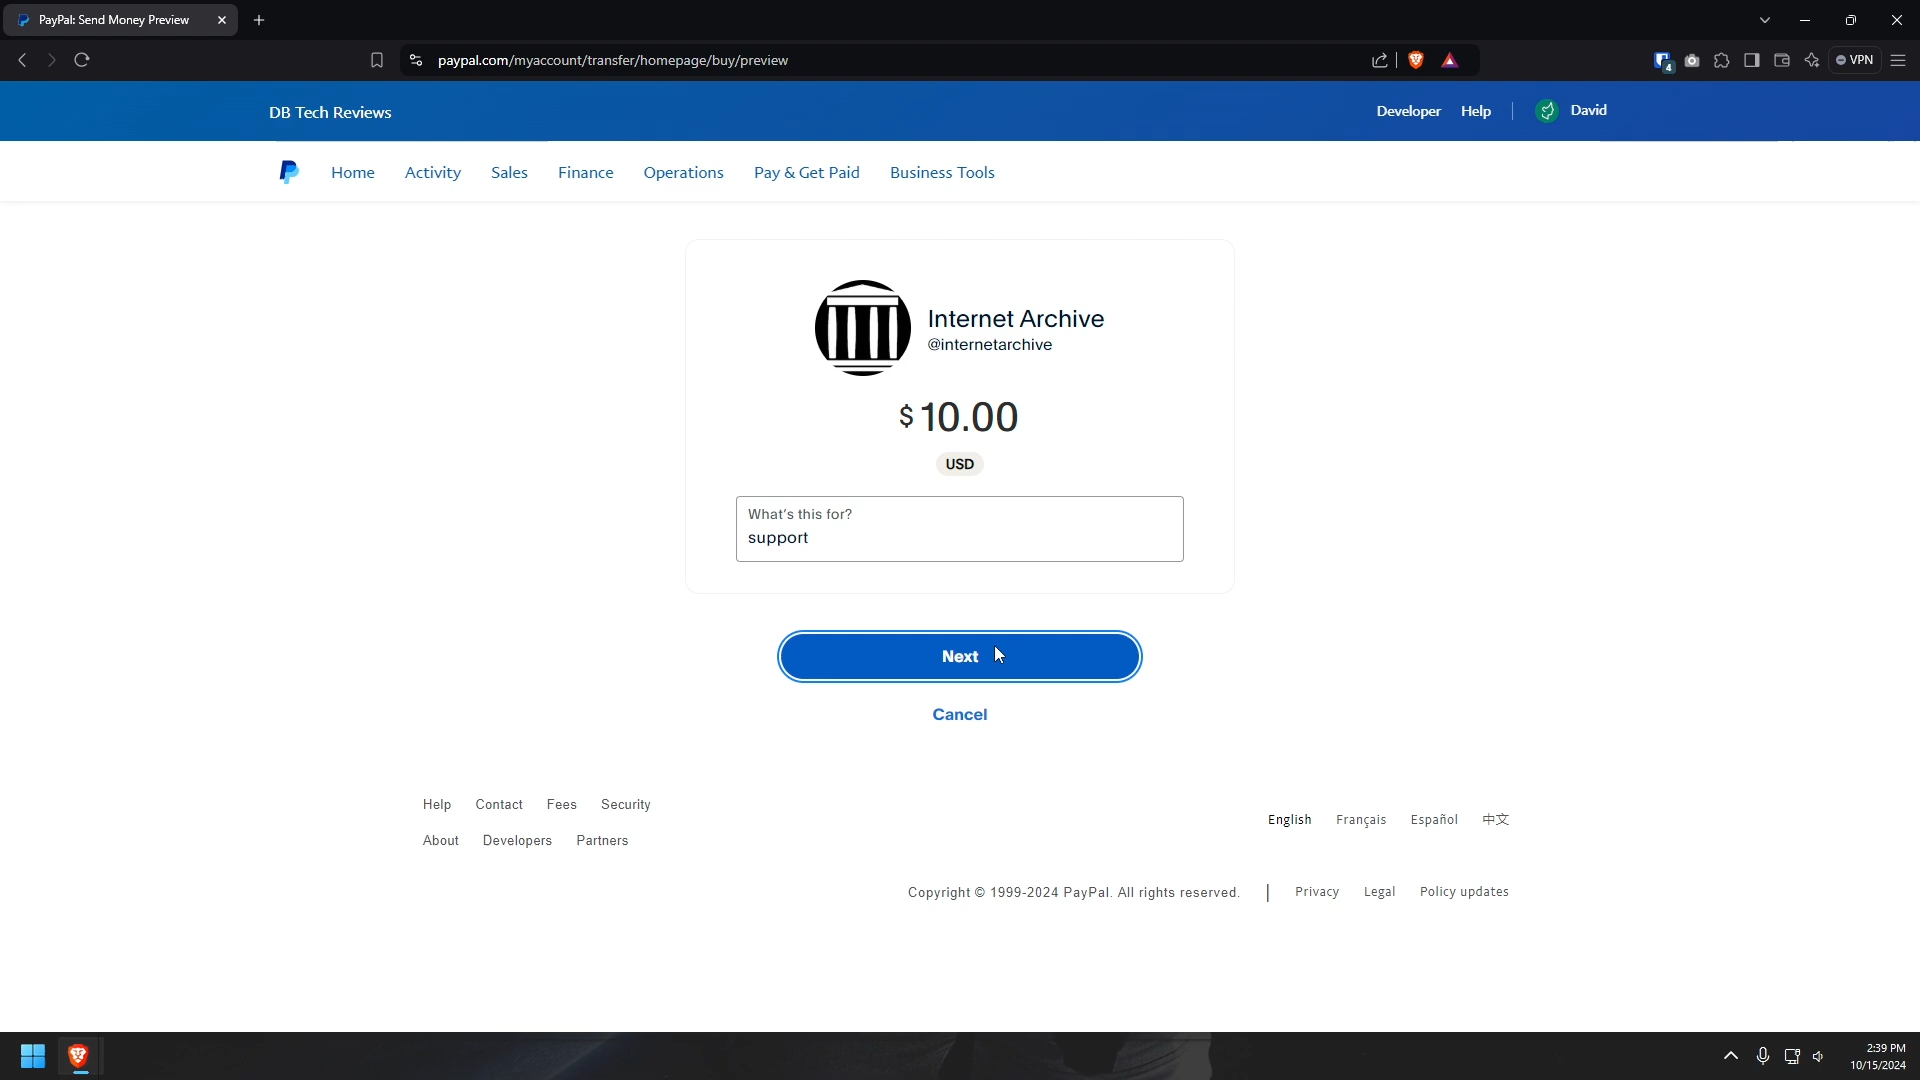 PayPal: Send Money Preview
paypal.com/myaccount/transfer/homepage/buy/preview
4
VPN
DB Tech Reviews
Developer Help David
Home Activity Sales Finance Operations Pay & Get Paid Business Tools
Internet Archive
@internetarchive
$ 10.00
USD
What's this for?
support
Next
Cancel
Help Contact Fees Security
English Français Español 中文
About Developers Partners
Copyright © 1999-2024 PayPal. All rights reserved. | Privacy Legal Policy updates
2:39 PM
10/15/2024